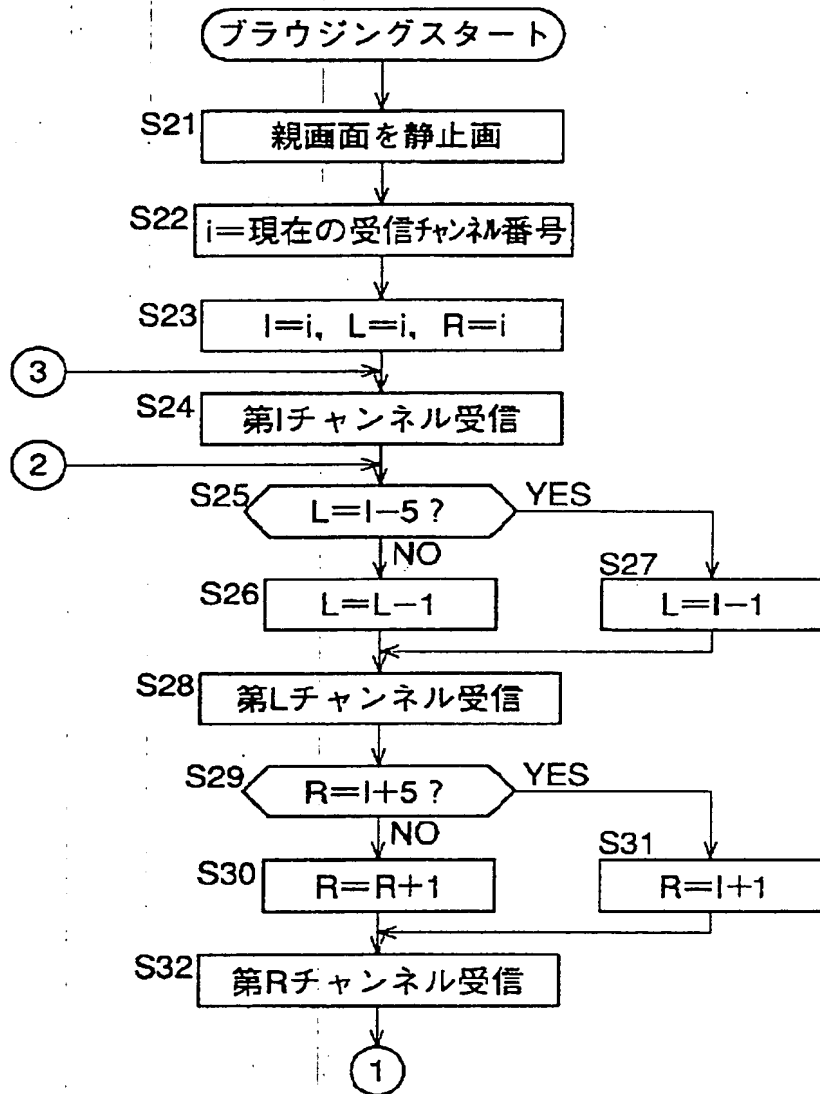 ブラウジングスタート
S21
親画面を静止画
S22
i=現在の受信チャンネル番号
S23
I=i, L=i, R=i
3
S24
第Iチャンネル受信
2
S25
L=I-5?
YES
NO
S26
L=L-1
S27
L=I-1
S28
第Lチャンネル受信
S29
R=I+5?
YES
NO
S30
R=R+1
S31
R=I+1
S32
第Rチャンネル受信
1